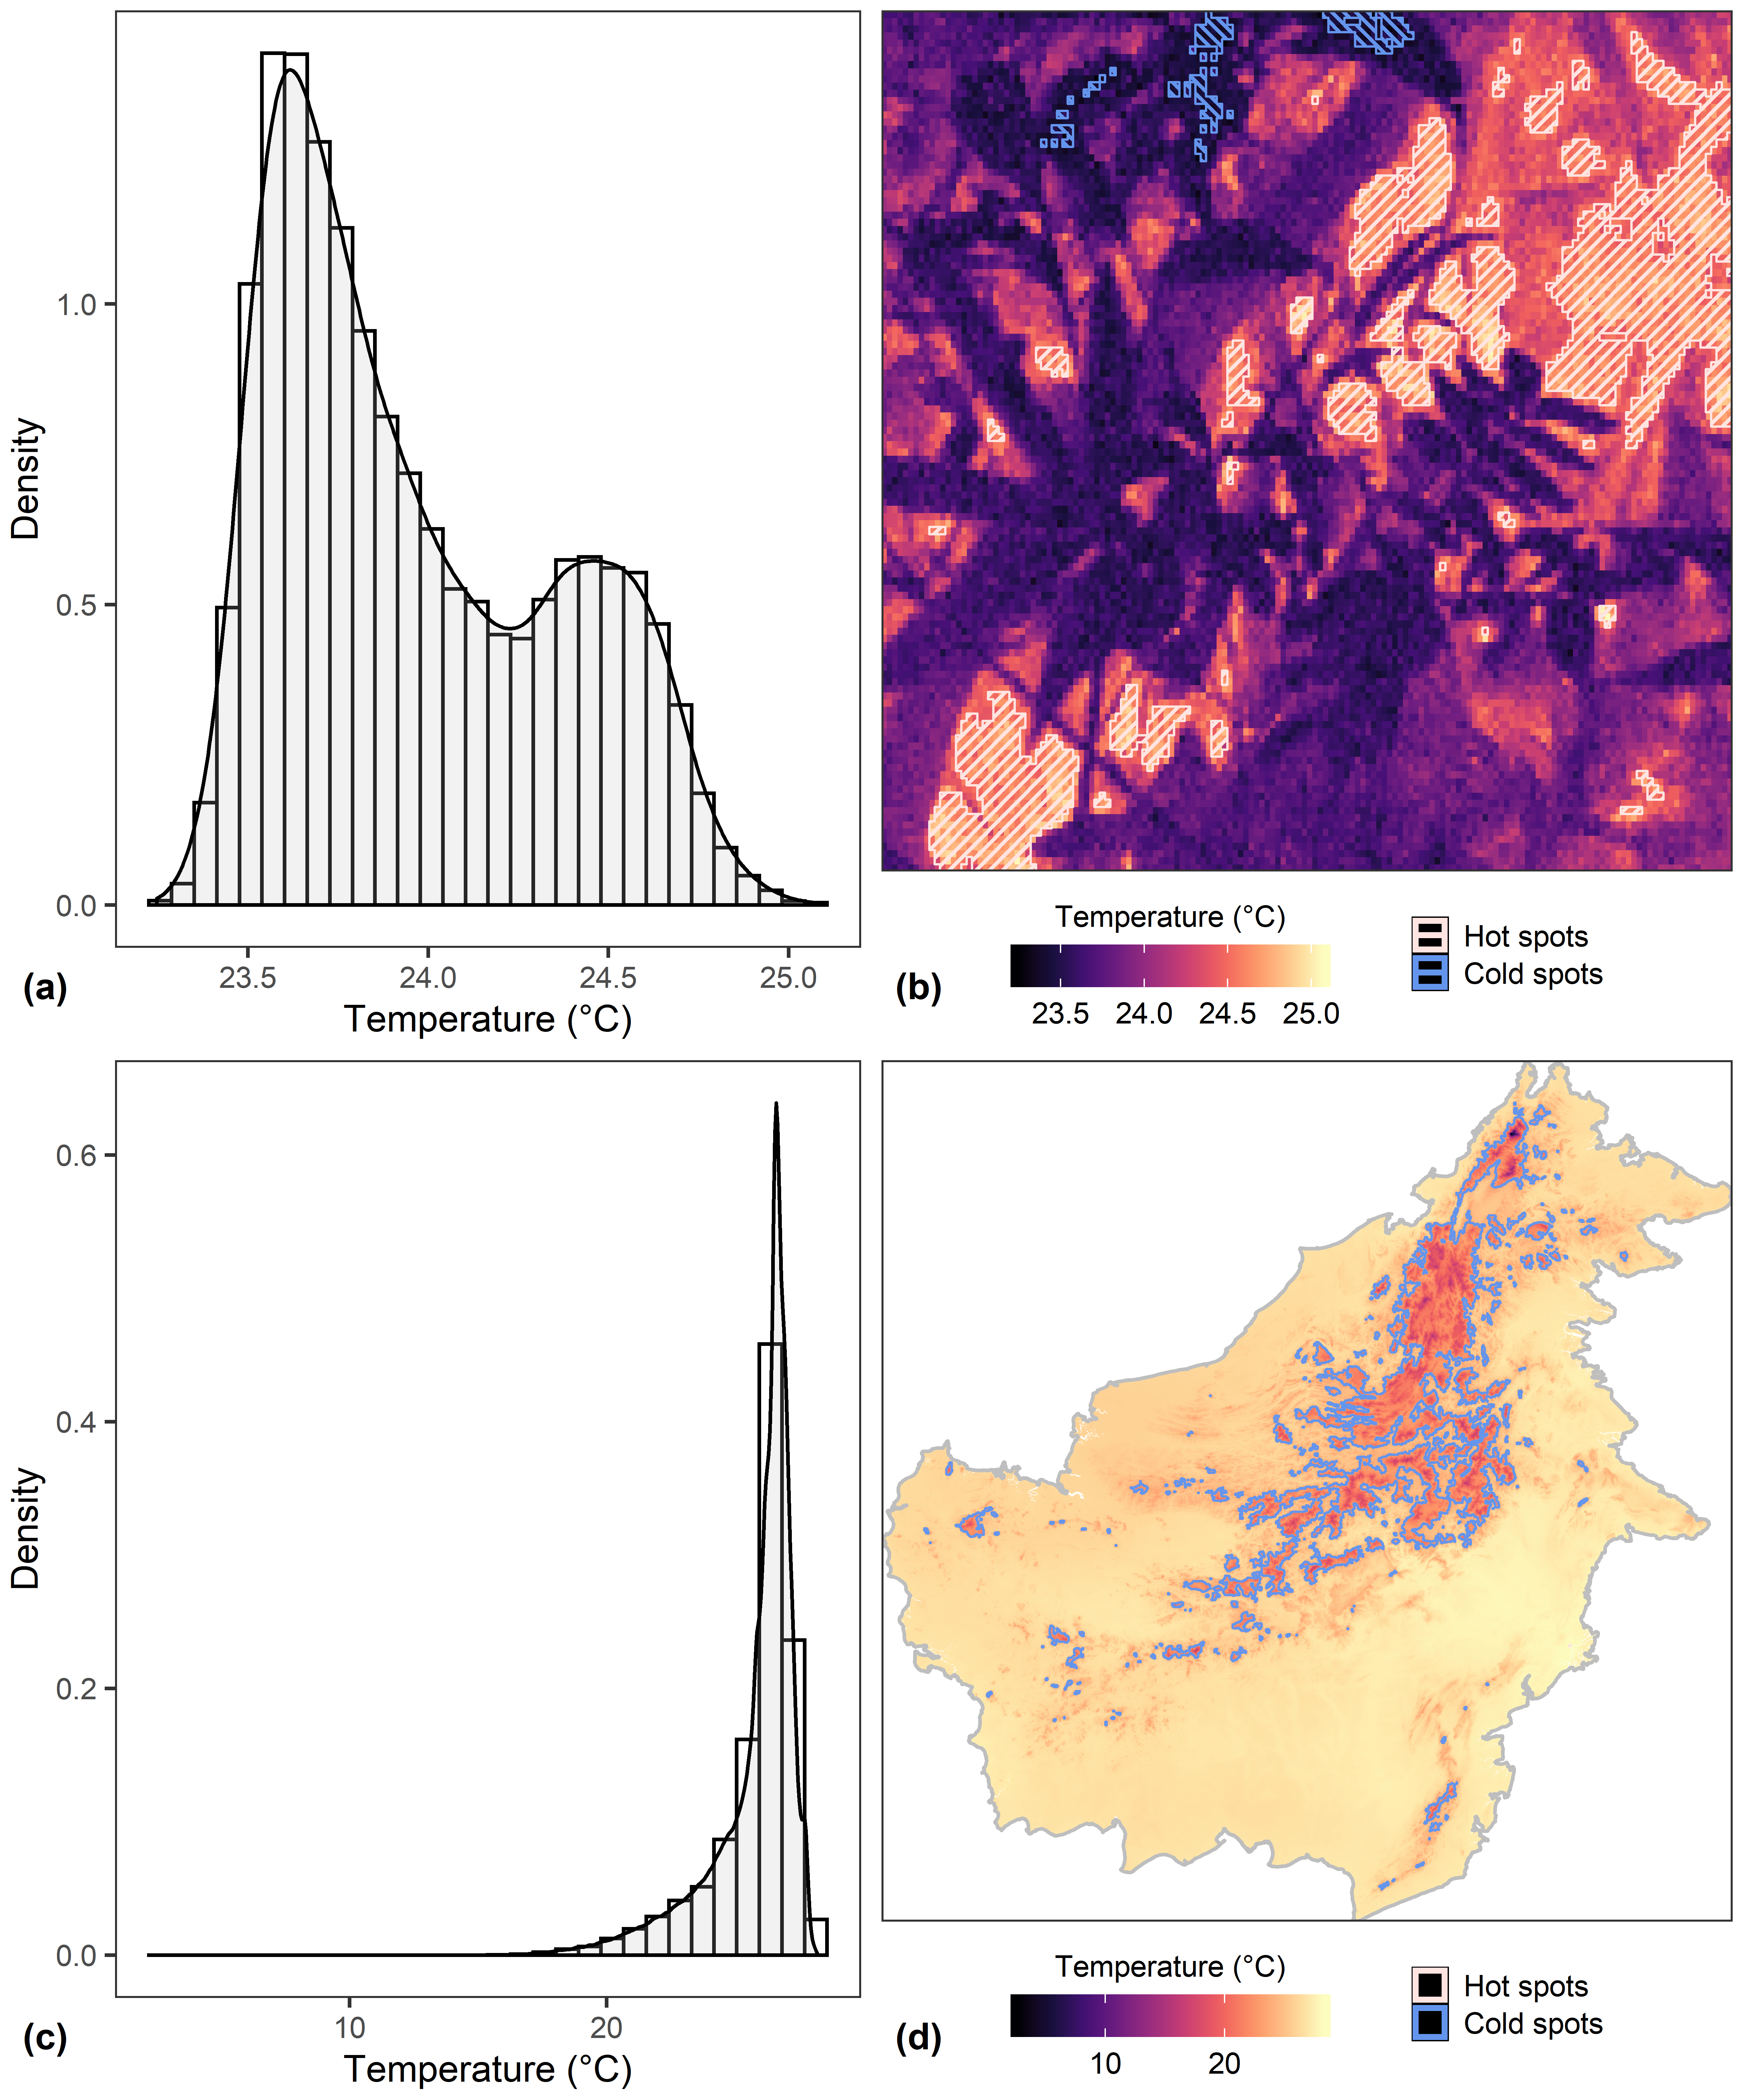 Density
1.0
0.5
0.0
23.5 24.0 24.5 25.0
Temperature (°C)
(a)
Temperature (°C)
23.5 24.0 24.5 25.0
Hot spots
Cold spots
(b)
Density
0.6
0.4
0.2
0.0
10 20
Temperature (°C)
(c)
Temperature (°C)
10 20
Hot spots
Cold spots
(d)